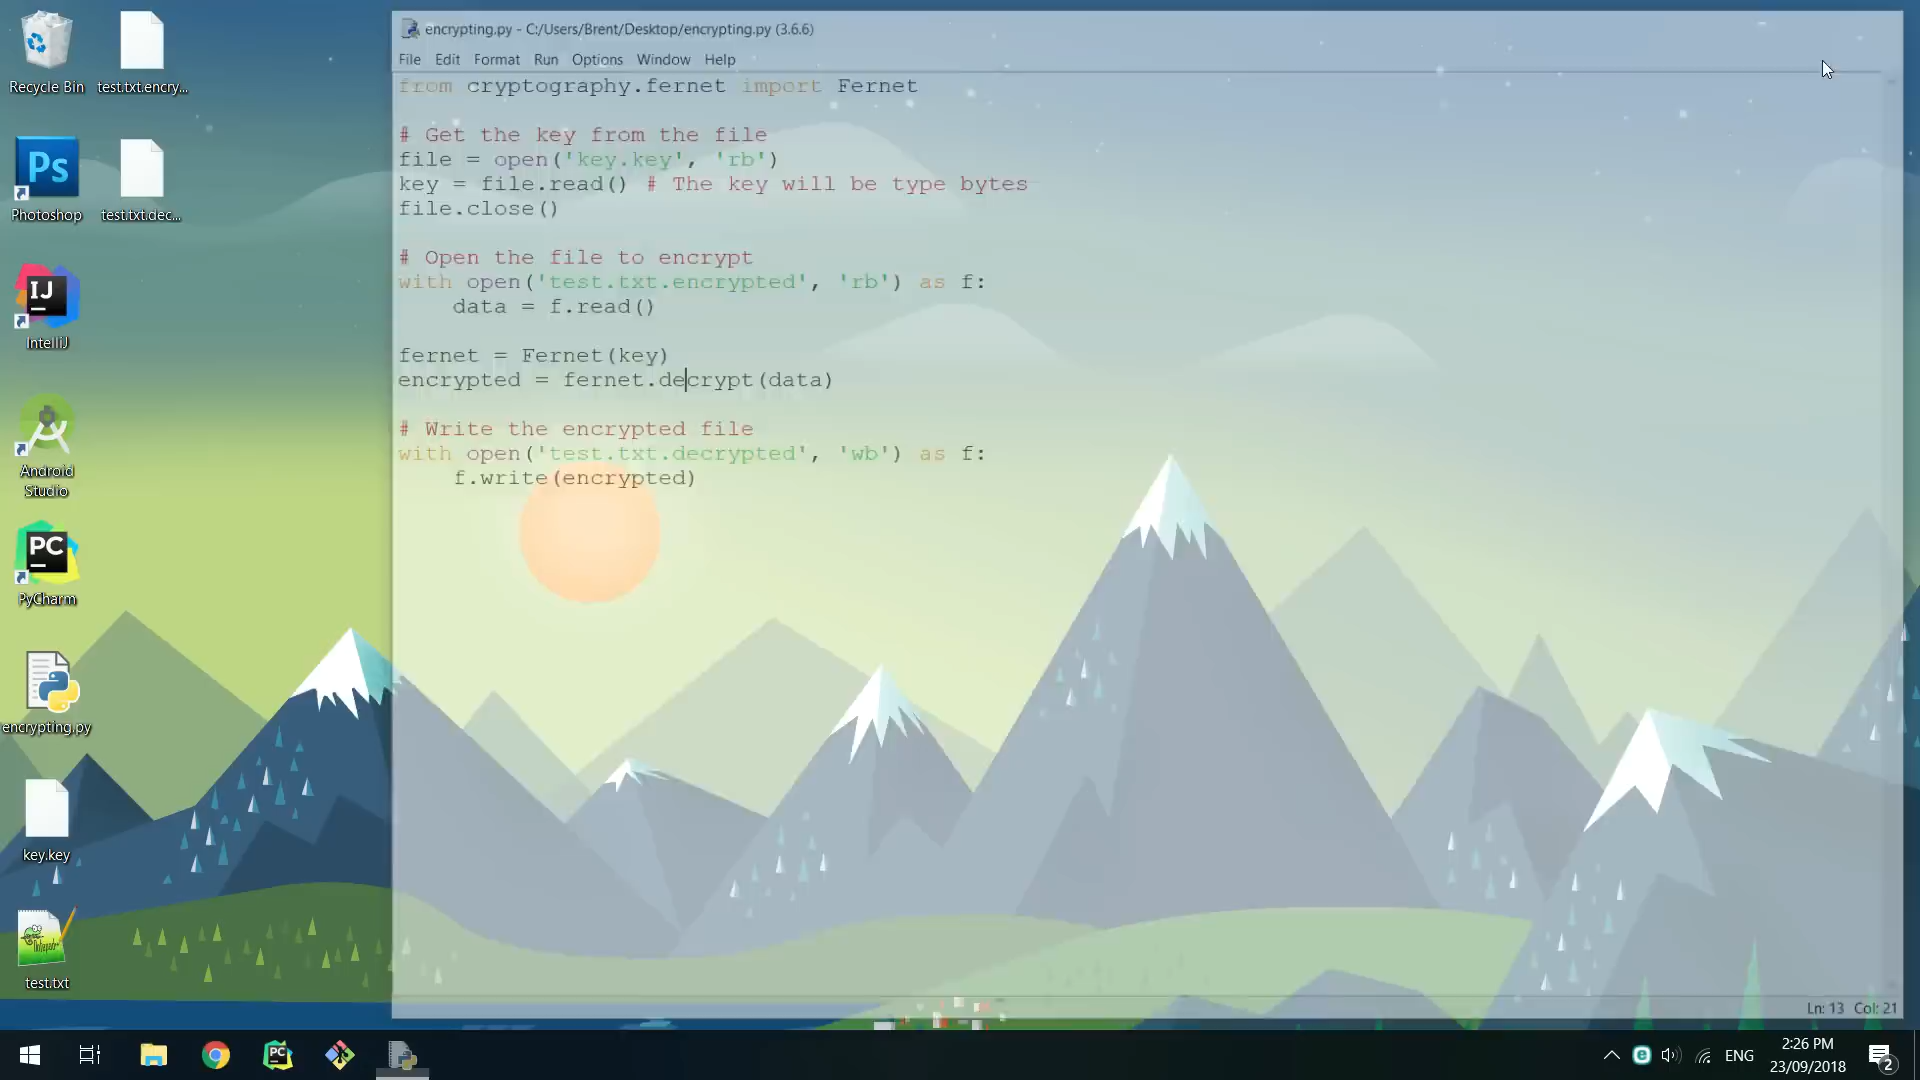 Recycle Bin
test.txt.encry...
Ps
Photoshop
test.txt.dec...
IJ
IntelliJ
Android
Studio
PC
PyCharm
encrypting.py
key.key
test.txt
encrypting.py - C:/Users/Brent/Desktop/encrypting.py (3.6.6)
File Edit Format Run Options Window Help
from cryptography.fernet import Fernet
# Get the key from the file
file = open('key.key', 'rb')
key = file.read() # The key will be type bytes
file.close()
# Open the file to encrypt
with open('test.txt.encrypted', 'rb') as f:
    data = f.read()
fernet = Fernet(key)
encrypted = fernet.decrypt(data)
# Write the encrypted file
with open('test.txt.decrypted', 'wb') as f:
    f.write(encrypted)
Ln: 13 Col: 21
PC
ENG
2:26 PM
23/09/2018
2